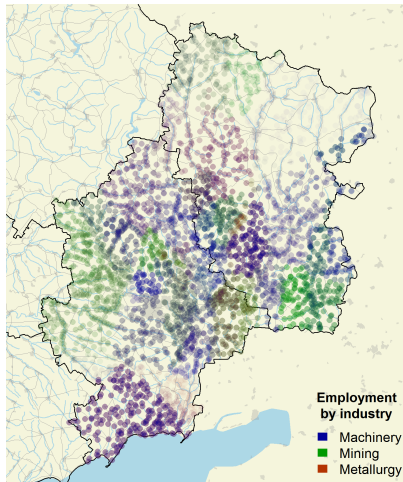 Employment
by industry
Machinery
Mining
Metallurgy